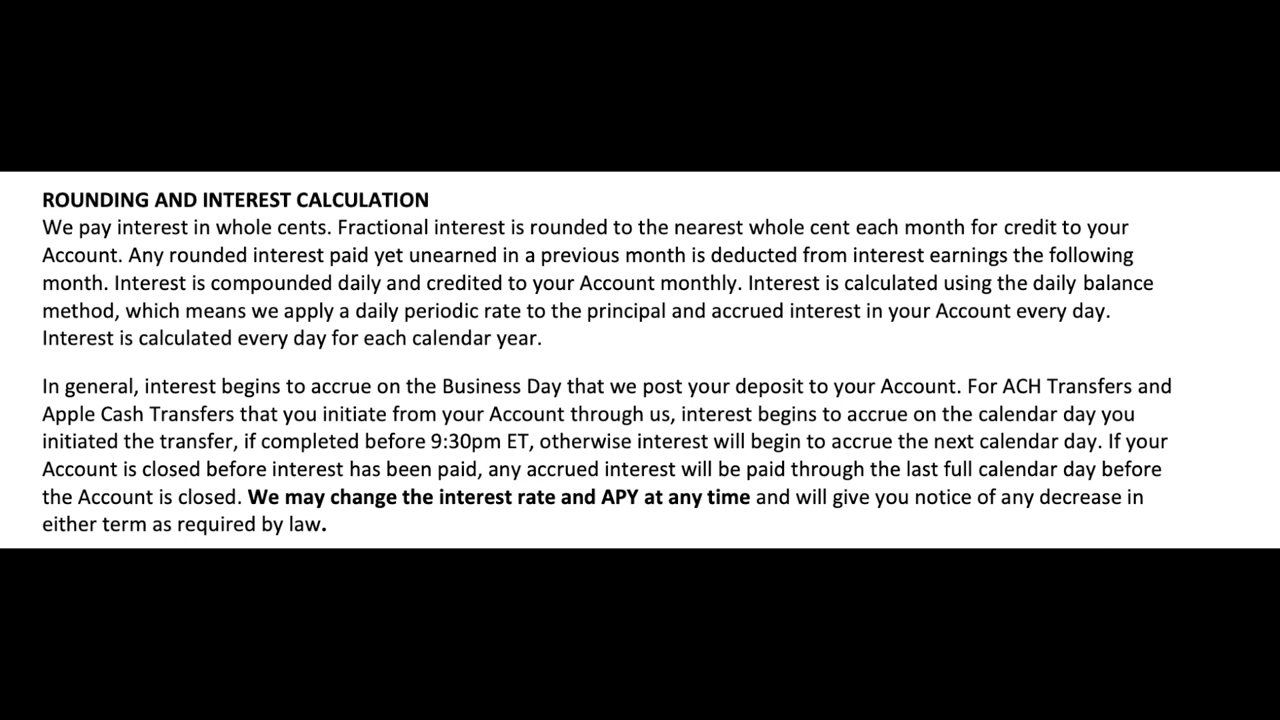 ROUNDING AND INTEREST CALCULATION
We pay interest in whole cents. Fractional interest is rounded to the nearest whole cent each month for credit to your
Account. Any rounded interest paid yet unearned in a previous month is deducted from interest earnings the following
month. Interest is compounded daily and credited to your Account monthly. Interest is calculated using the daily balance
method, which means we apply a daily periodic rate to the principal and accrued interest in your Account every day.
Interest is calculated every day for each calendar year.
In general, interest begins to accrue on the Business Day that we post your deposit to your Account. For ACH Transfers and
Apple Cash Transfers that you initiate from your Account through us, interest begins to accrue on the calendar day you
initiated the transfer, if completed before 9:30pm ET, otherwise interest will begin to accrue the next calendar day. If your
Account is closed before interest has been paid, any accrued interest will be paid through the last full calendar day before
the Account is closed. We may change the interest rate and APY at any time and will give you notice of any decrease in
either term as required by law.